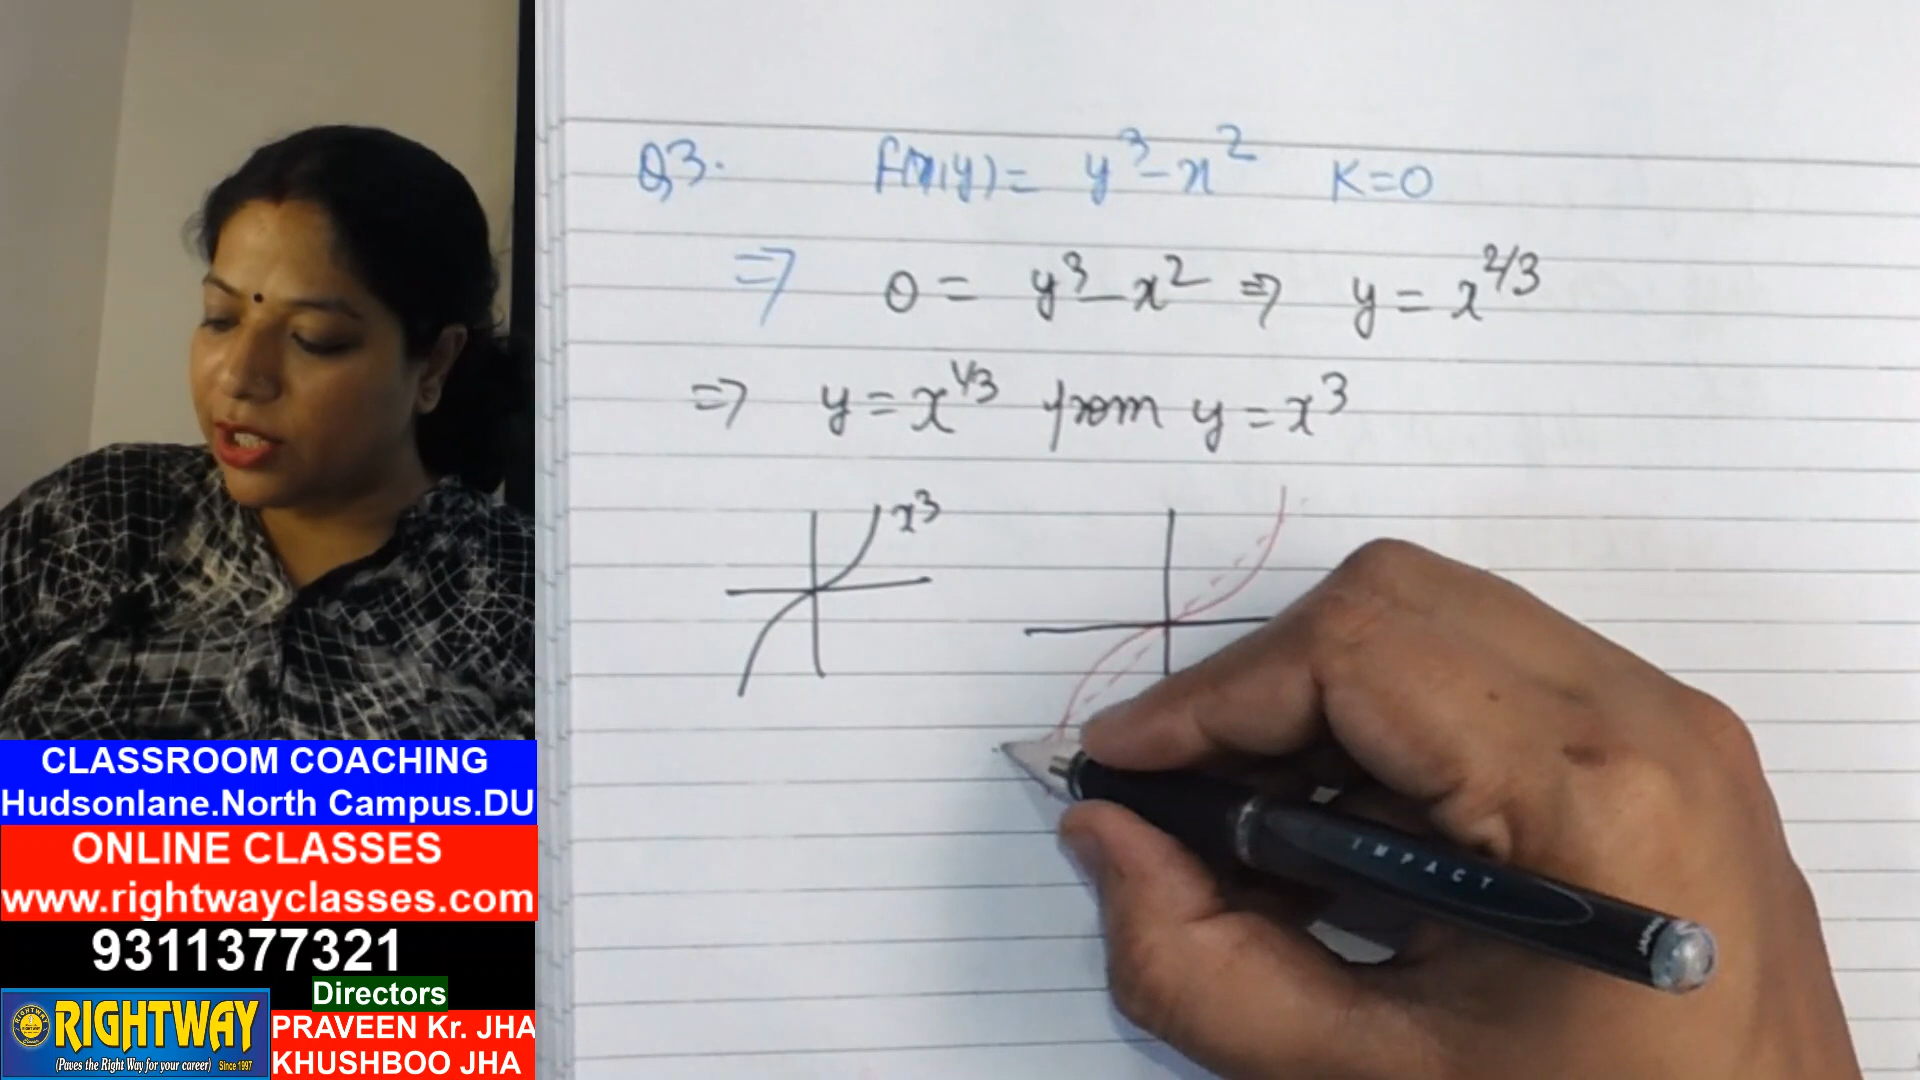 Q3. f(x,y) = y³ - x² K=0
⇒ 0 = y³ - x² ⇒ y = x^2/3
⇒ y = x^1/3 from y = x³
x³
IMPACT
CLASSROOM COACHING
Hudsonlane.North Campus.DU
ONLINE CLASSES
www.rightwayclasses.com
9311377321
Directors
PRAVEEN Kr. JHA
KHUSHBOO JHA
RIGHTWAY
(Paves the Right Way for your career) Since 1997